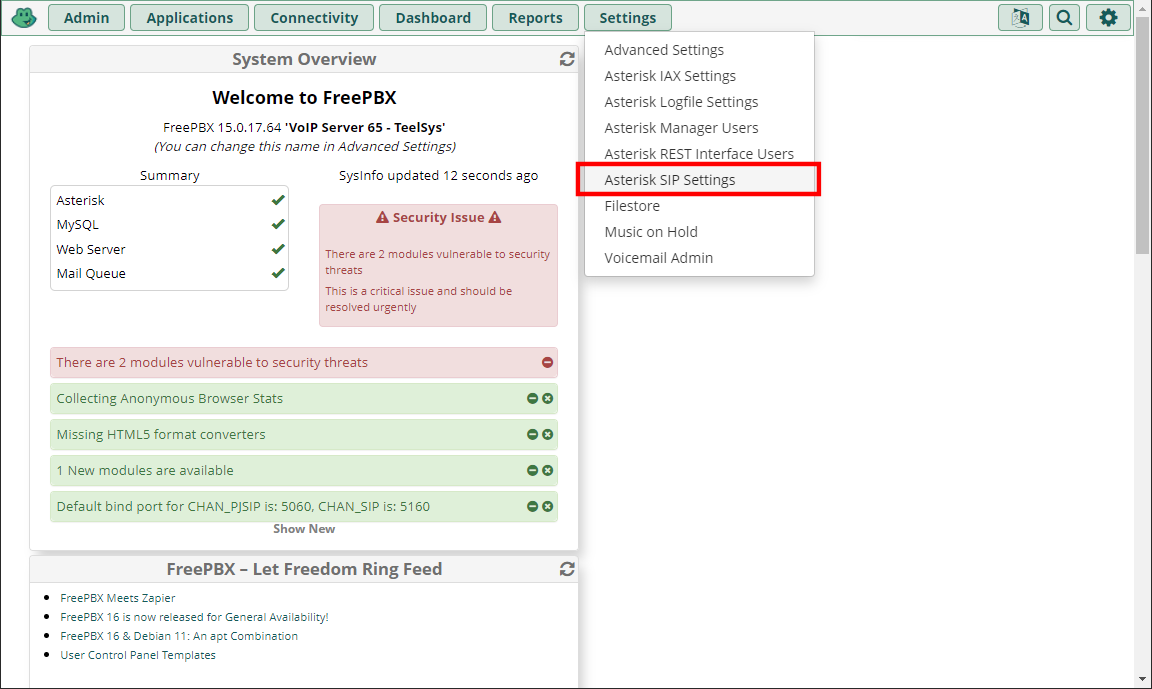 Admin
Applications
Connectivity
Dashboard
Reports
Settings
System Overview
Welcome to FreePBX
FreePBX 15.0.17.64 'VoIP Server 65 - TeelSys'
(You can change this name in Advanced Settings)
Summary
Asterisk
MySQL
Web Server
Mail Queue
SysInfo updated 12 seconds ago
Security Issue
There are 2 modules vulnerable to security
threats
This is a critical issue and should be
resolved urgently
There are 2 modules vulnerable to security threats
Collecting Anonymous Browser Stats
Missing HTML5 format converters
1 New modules are available
Default bind port for CHAN_PJSIP is: 5060, CHAN_SIP is: 5160
Show New
FreePBX – Let Freedom Ring Feed
FreePBX Meets Zapier
FreePBX 16 is now released for General Availability!
FreePBX 16 & Debian 11: An apt Combination
User Control Panel Templates
Advanced Settings
Asterisk IAX Settings
Asterisk Logfile Settings
Asterisk Manager Users
Asterisk REST Interface Users
Asterisk SIP Settings
Filestore
Music on Hold
Voicemail Admin